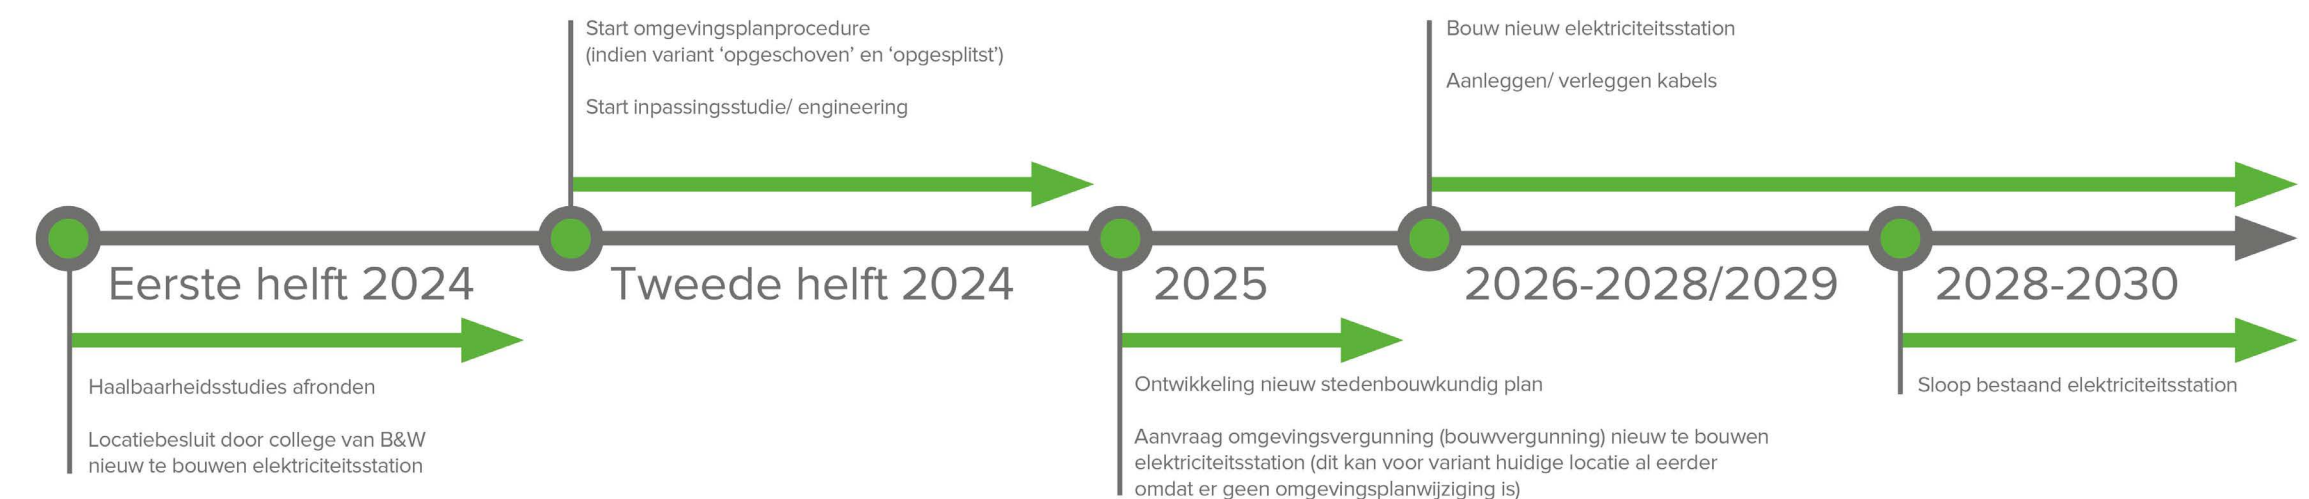 Start omgevingsplanprocedure
(indien variant ‘opgeschoven’ en ‘opgesplitst’)
Start inpassingsstudie/ engineering
Bouw nieuw elektriciteitsstation
Aanleggen/ verleggen kabels
Eerste helft 2024
Tweede helft 2024
2025
2026-2028/2029
2028-2030
Haalbaarheidsstudies afronden
Locatiebesluit door college van B&W
nieuw te bouwen elektriciteitsstation
Ontwikkeling nieuw stedenbouwkundig plan
Aanvraag omgevingsvergunning (bouwvergunning) nieuw te bouwen
elektriciteitsstation (dit kan voor variant huidige locatie al eerder
omdat er geen omgevingsplanwijziging is)
Sloop bestaand elektriciteitsstation